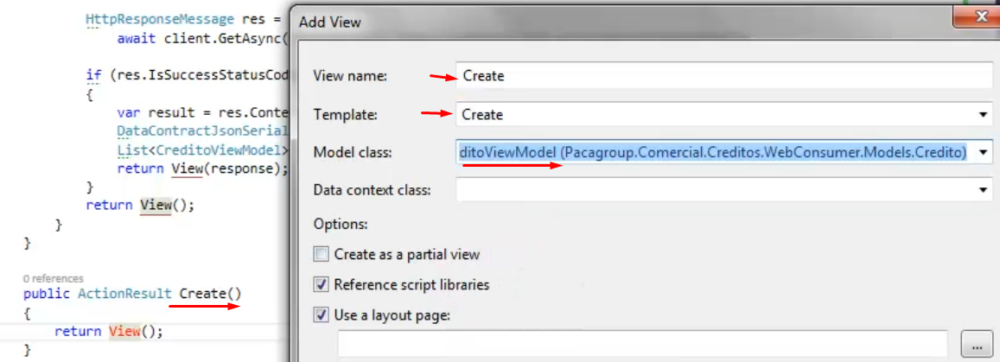 HttpResponseMessage res =
await client.GetAsync(
if (res.IsSuccessStatusCod
{
var result = res.Conte
DataContractJsonSerial
List<CreditoViewModel>
return View(response);
}
return View();
}
}
0 references
public ActionResult Create()
{
return View();
}
Add View
View name:
Create
Template:
Create
Model class:
ditoViewModel (Pacagroup.Comercial.Creditos.WebConsumer.Models.Credito)
Data context class:
Options:
Create as a partial view
Reference script libraries
Use a layout page:
...